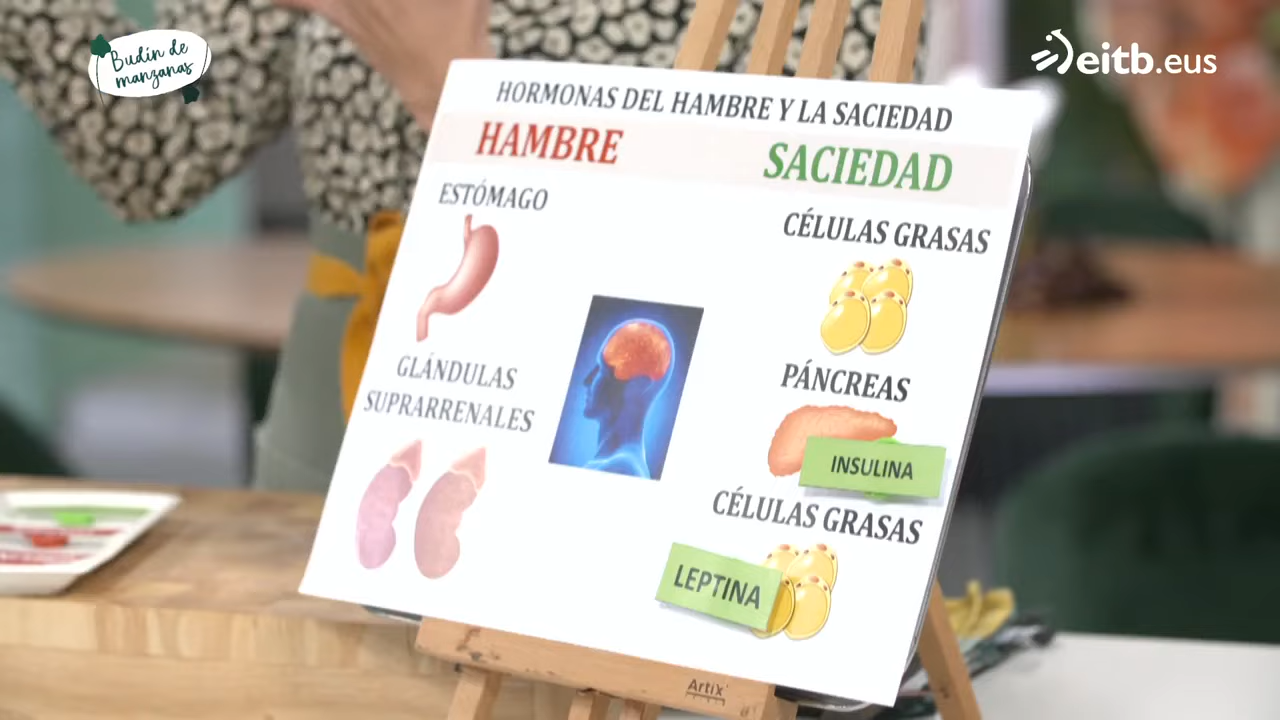 Budín de
manzanas
eitb.eus
HORMONAS DEL HAMBRE Y LA SACIEDAD
HAMBRE
SACIEDAD
ESTÓMAGO
CÉLULAS GRASAS
GLÁNDULAS
SUPRARRENALES
PÁNCREAS
INSULINA
CÉLULAS GRASAS
LEPTINA
Artix